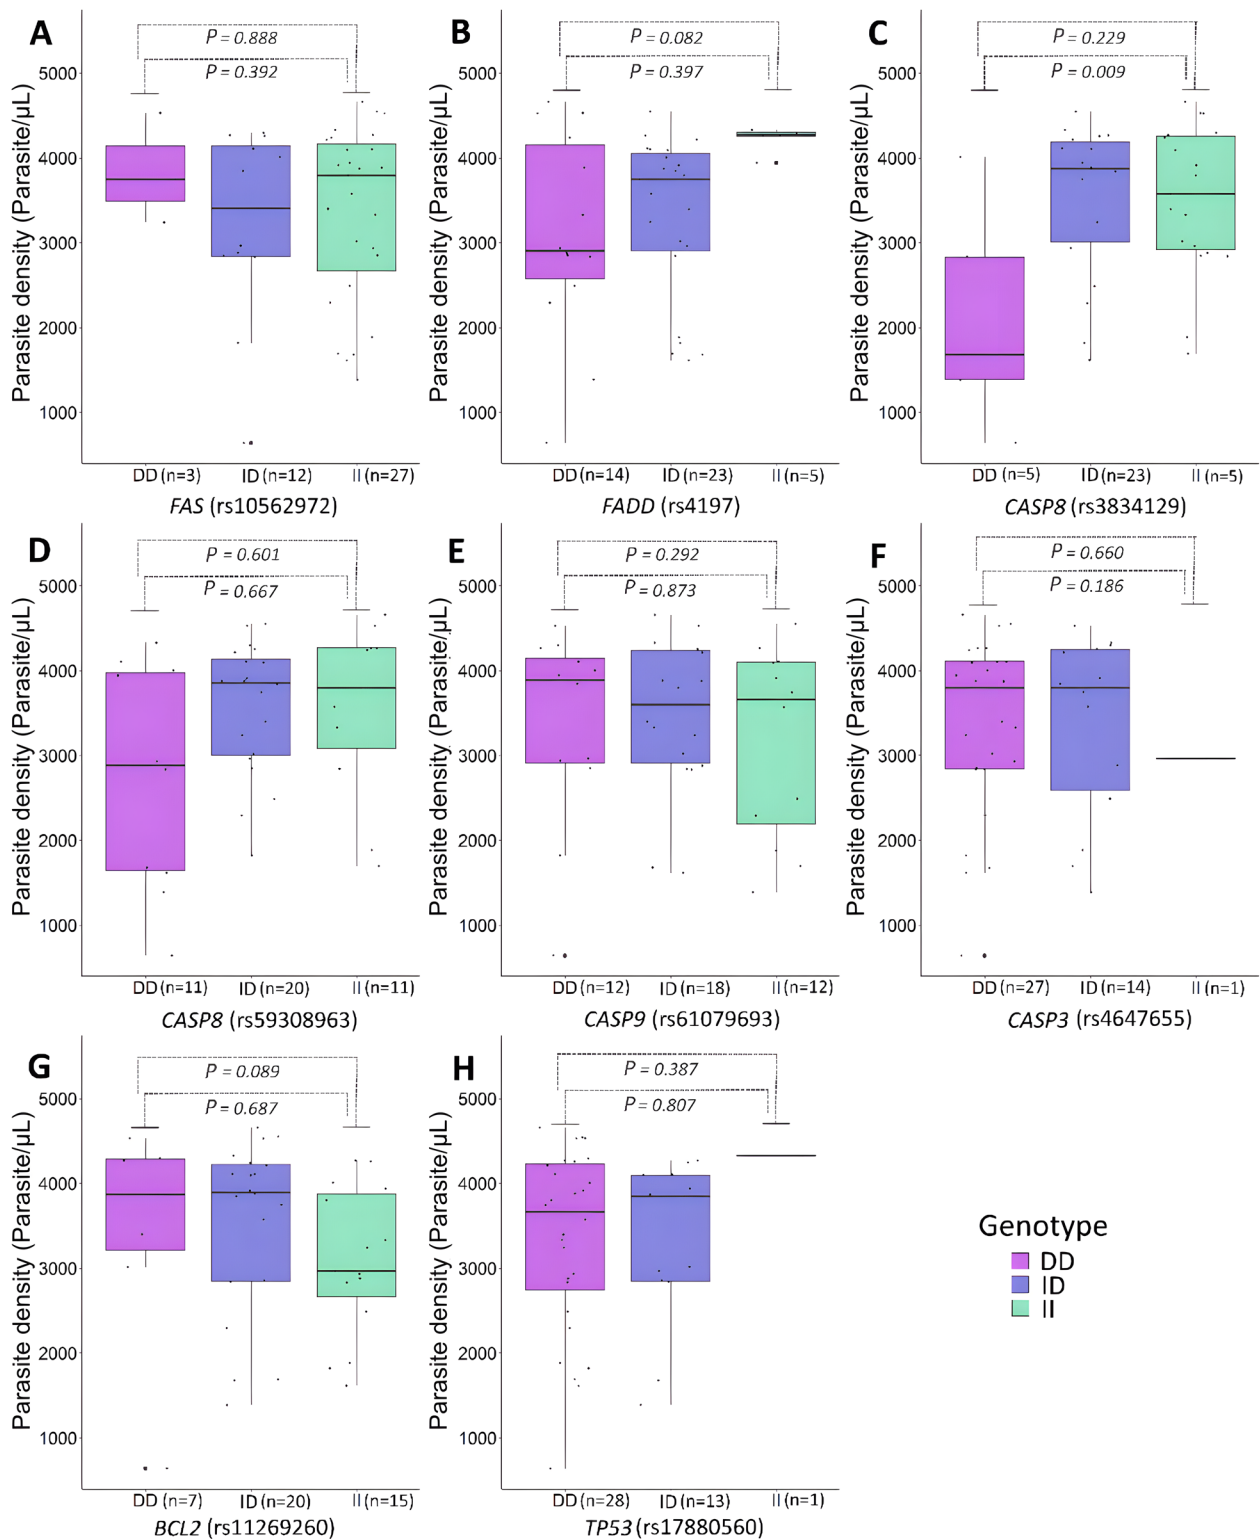 A
P = 0.888
P = 0.392
Parasite density (Parasite/µL)
5000
4000
3000
2000
1000
DD (n=3) ID (n=12) II (n=27)
FAS (rs10562972)
B
P = 0.082
P = 0.397
Parasite density (Parasite/µL)
5000
4000
3000
2000
1000
DD (n=14) ID (n=23) II (n=5)
FADD (rs4197)
C
P = 0.229
P = 0.009
Parasite density (Parasite/µL)
5000
4000
3000
2000
1000
DD (n=5) ID (n=23) II (n=5)
CASP8 (rs3834129)
D
P = 0.601
P = 0.667
Parasite density (Parasite/µL)
5000
4000
3000
2000
1000
DD (n=11) ID (n=20) II (n=11)
CASP8 (rs59308963)
E
P = 0.292
P = 0.873
Parasite density (Parasite/µL)
5000
4000
3000
2000
1000
DD (n=12) ID (n=18) II (n=12)
CASP9 (rs61079693)
F
P = 0.660
P = 0.186
Parasite density (Parasite/µL)
5000
4000
3000
2000
1000
DD (n=27) ID (n=14) II (n=1)
CASP3 (rs4647655)
G
P = 0.089
P = 0.687
Parasite density (Parasite/µL)
5000
4000
3000
2000
1000
DD (n=7) ID (n=20) II (n=15)
BCL2 (rs11269260)
H
P = 0.387
P = 0.807
Parasite density (Parasite/µL)
5000
4000
3000
2000
1000
DD (n=28) ID (n=13) II (n=1)
TP53 (rs17880560)
Genotype
DD
ID
II